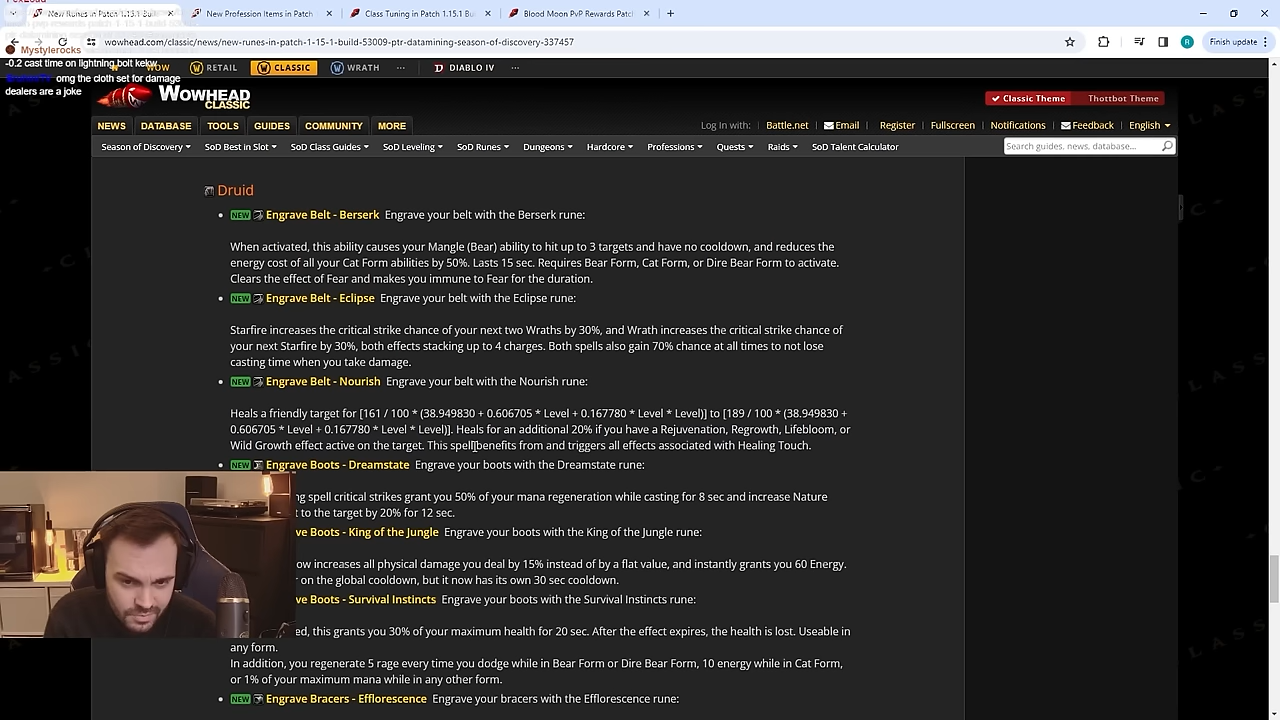 New Runes in Patch 1.15.1 Bui
New Profession Items in Patch
Class Tuning in Patch 1.15.1 B
Blood Moon PvP Rewards Patch
wowhead.com/classic/news/new-runes-in-patch-1-15-1-build-53009-ptr-datamining-season-of-discovery-337457
Finish update
Mystylerocks
-0.2 cast time on lightning bolt kekw
omg the cloth set for damage
dealers are a joke
WOW
RETAIL
CLASSIC
WRATH
DIABLO IV
WOWHEAD
CLASSIC
Classic Theme
Thottbot Theme
NEWS
DATABASE
TOOLS
GUIDES
COMMUNITY
MORE
Log In with:
Battle.net
Email
Register
Fullscreen
Notifications
Feedback
English
Season of Discovery
SoD Best in Slot
SoD Class Guides
SoD Leveling
SoD Runes
Dungeons
Hardcore
Professions
Quests
Raids
SoD Talent Calculator
Search guides, news, database...
Druid
NEW Engrave Belt - Berserk Engrave your belt with the Berserk rune:
When activated, this ability causes your Mangle (Bear) ability to hit up to 3 targets and have no cooldown, and reduces the
energy cost of all your Cat Form abilities by 50%. Lasts 15 sec. Requires Bear Form, Cat Form, or Dire Bear Form to activate.
Clears the effect of Fear and makes you immune to Fear for the duration.
NEW Engrave Belt - Eclipse Engrave your belt with the Eclipse rune:
Starfire increases the critical strike chance of your next two Wraths by 30%, and Wrath increases the critical strike chance of
your next Starfire by 30%, both effects stacking up to 4 charges. Both spells also gain 70% chance at all times to not lose
casting time when you take damage.
NEW Engrave Belt - Nourish Engrave your belt with the Nourish rune:
Heals a friendly target for [161 / 100 * (38.949830 + 0.606705 * Level + 0.167780 * Level * Level)] to [189 / 100 * (38.949830 +
0.606705 * Level + 0.167780 * Level * Level)]. Heals for an additional 20% if you have a Rejuvenation, Regrowth, Lifebloom, or
Wild Growth effect active on the target. This spell benefits from and triggers all effects associated with Healing Touch.
NEW Engrave Boots - Dreamstate Engrave your boots with the Dreamstate rune:
ng spell critical strikes grant you 50% of your mana regeneration while casting for 8 sec and increase Nature
t to the target by 20% for 12 sec.
ve Boots - King of the Jungle Engrave your boots with the King of the Jungle rune:
ow increases all physical damage you deal by 15% instead of by a flat value, and instantly grants you 60 Energy.
r on the global cooldown, but it now has its own 30 sec cooldown.
ve Boots - Survival Instincts Engrave your boots with the Survival Instincts rune:
ed, this grants you 30% of your maximum health for 20 sec. After the effect expires, the health is lost. Useable in
any form.
In addition, you regenerate 5 rage every time you dodge while in Bear Form or Dire Bear Form, 10 energy while in Cat Form,
or 1% of your maximum mana while in any other form.
NEW Engrave Bracers - Efflorescence Engrave your bracers with the Efflorescence rune: